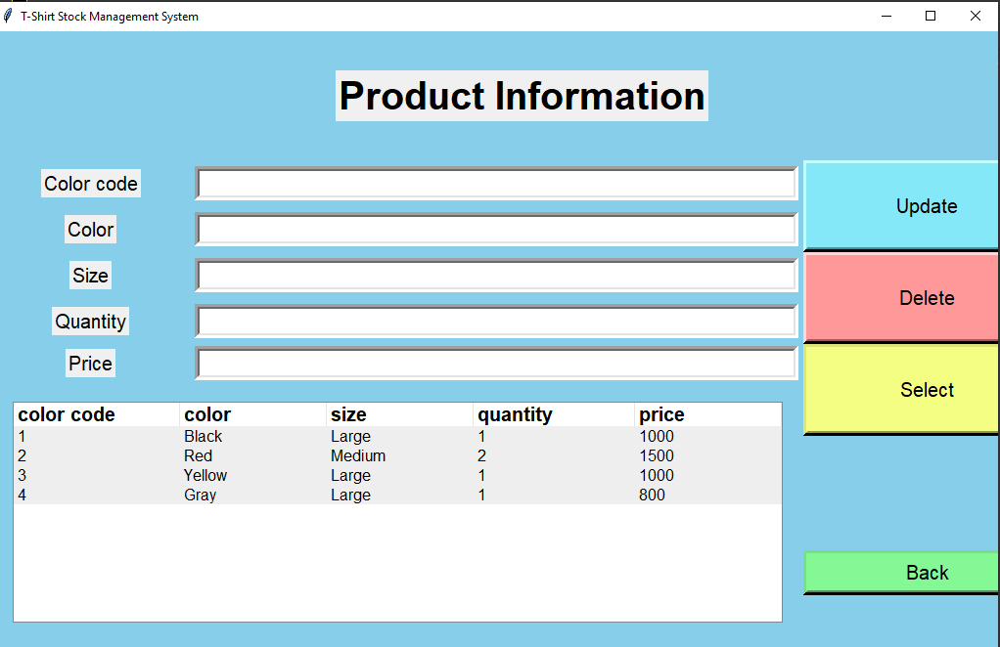 T-Shirt Stock Management System
Product Information
Color code
Update
Color
Size
Delete
Quantity
Price
Select
color code color size quantity price
1 Black Large 1 1000
2 Red Medium 2 1500
3 Yellow Large 1 1000
4 Gray Large 1 800
Back